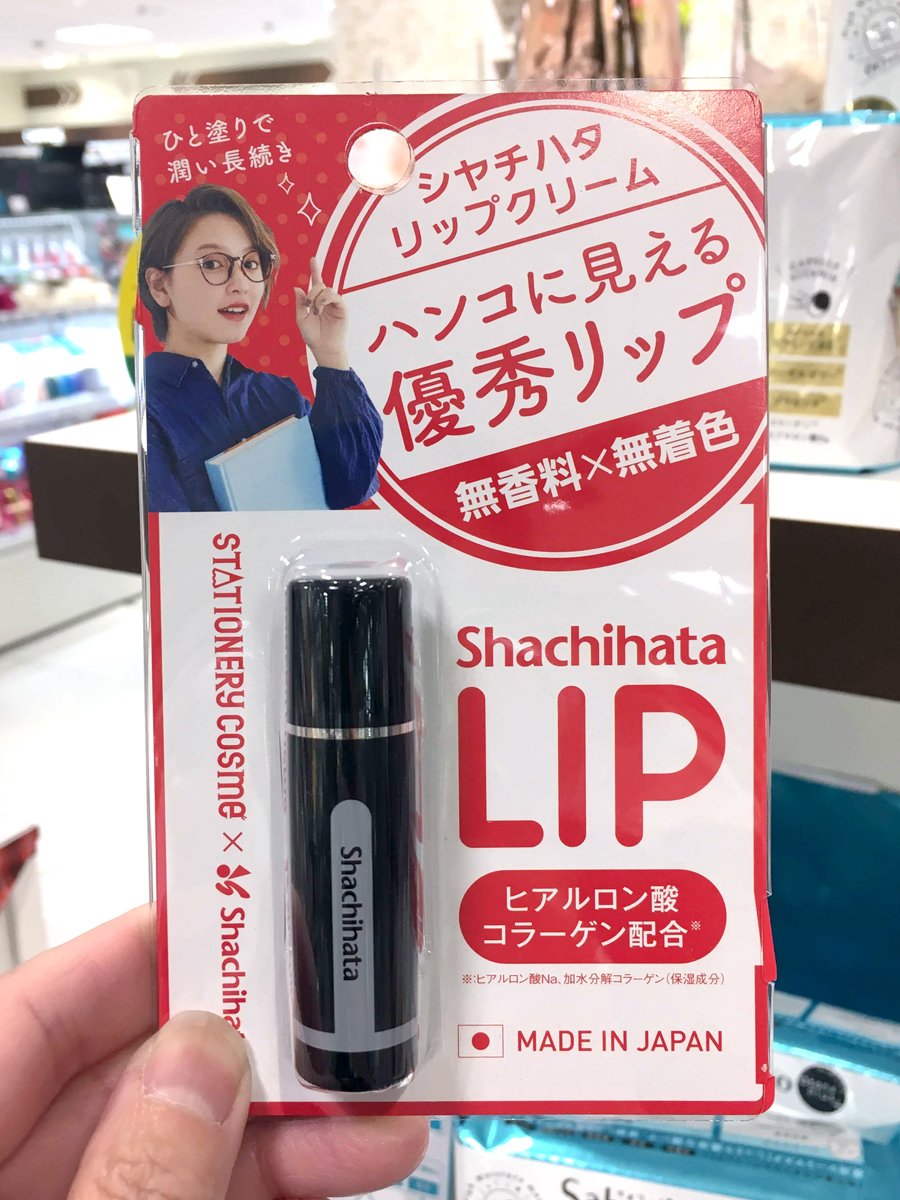 ひと塗りで
潤い長続き
シヤチハタ
リップクリーム
ハンコに見える
優秀リップ
無香料×無着色
STATIONERY COSME × Shachiha
Shachihata
Shachihata
LIP
ヒアルロン酸
コラーゲン配合※
※:ヒアルロン酸Na、加水分解コラーゲン(保湿成分)
MADE IN JAPAN